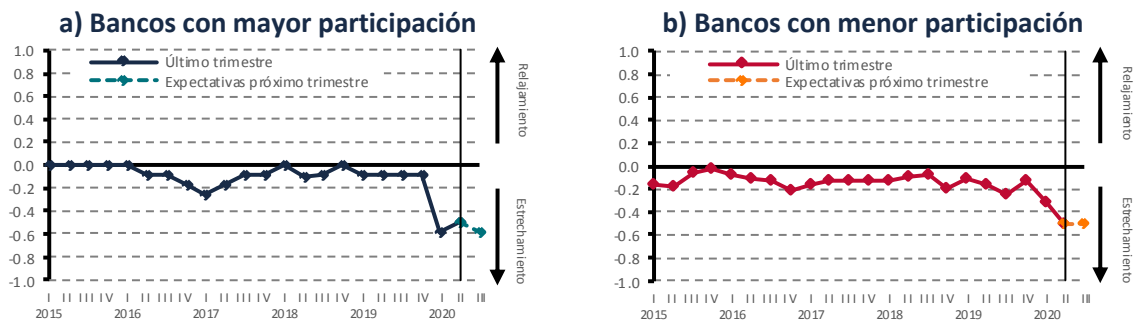 a) Bancos con mayor participación
1.0
0.8
0.6
0.4
0.2
0.0
-0.2
-0.4
-0.6
-0.8
-1.0
Último trimestre
Expectativas próximo trimestre
Relajamiento
Estrechamiento
I II III IV I II III IV I II III IV I II III IV I II III IV I II III
2015 2016 2017 2018 2019 2020
b) Bancos con menor participación
1.0
0.8
0.6
0.4
0.2
0.0
-0.2
-0.4
-0.6
-0.8
-1.0
Último trimestre
Expectativas próximo trimestre
Relajamiento
Estrechamiento
I II III IV I II III IV I II III IV I II III IV I II III IV I II III
2015 2016 2017 2018 2019 2020